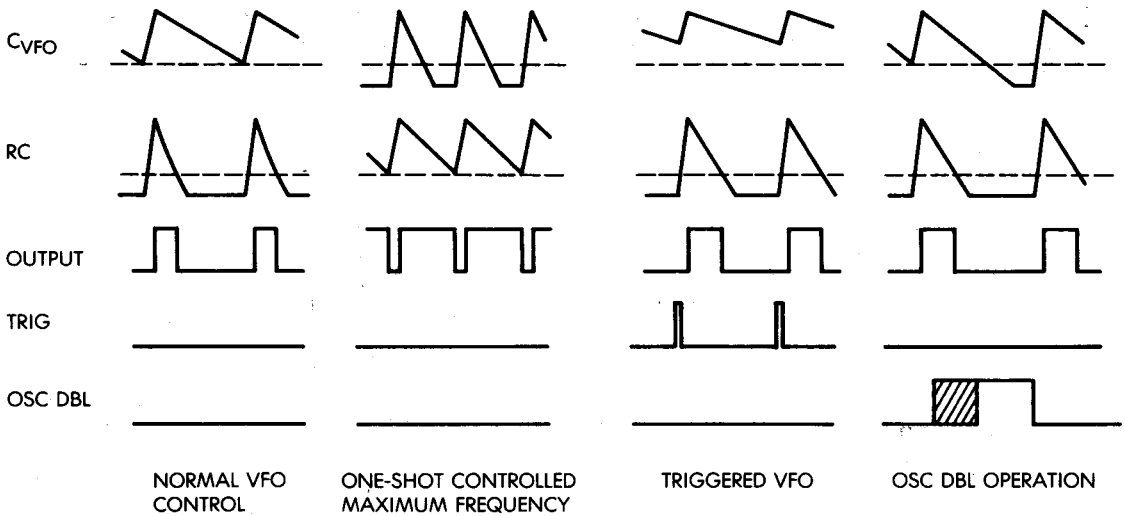 CVFO
RC
OUTPUT
TRIG
OSC DBL
NORMAL VFO
CONTROL
ONE-SHOT CONTROLLED
MAXIMUM FREQUENCY
TRIGGERED VFO
OSC DBL OPERATION